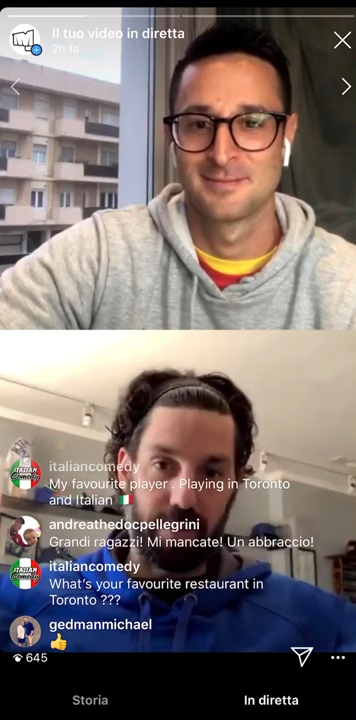 Il tuo video in diretta
2h fa
italiancomedy
My favourite player . Playing in Toronto
and Italian 🇮🇹
andreathedocpellegrini
Grandi ragazzi! Mi mancate! Un abbraccio!
italiancomedy
What's your favourite restaurant in
Toronto ???
gedmanmichael
👍
645
Storia
In diretta